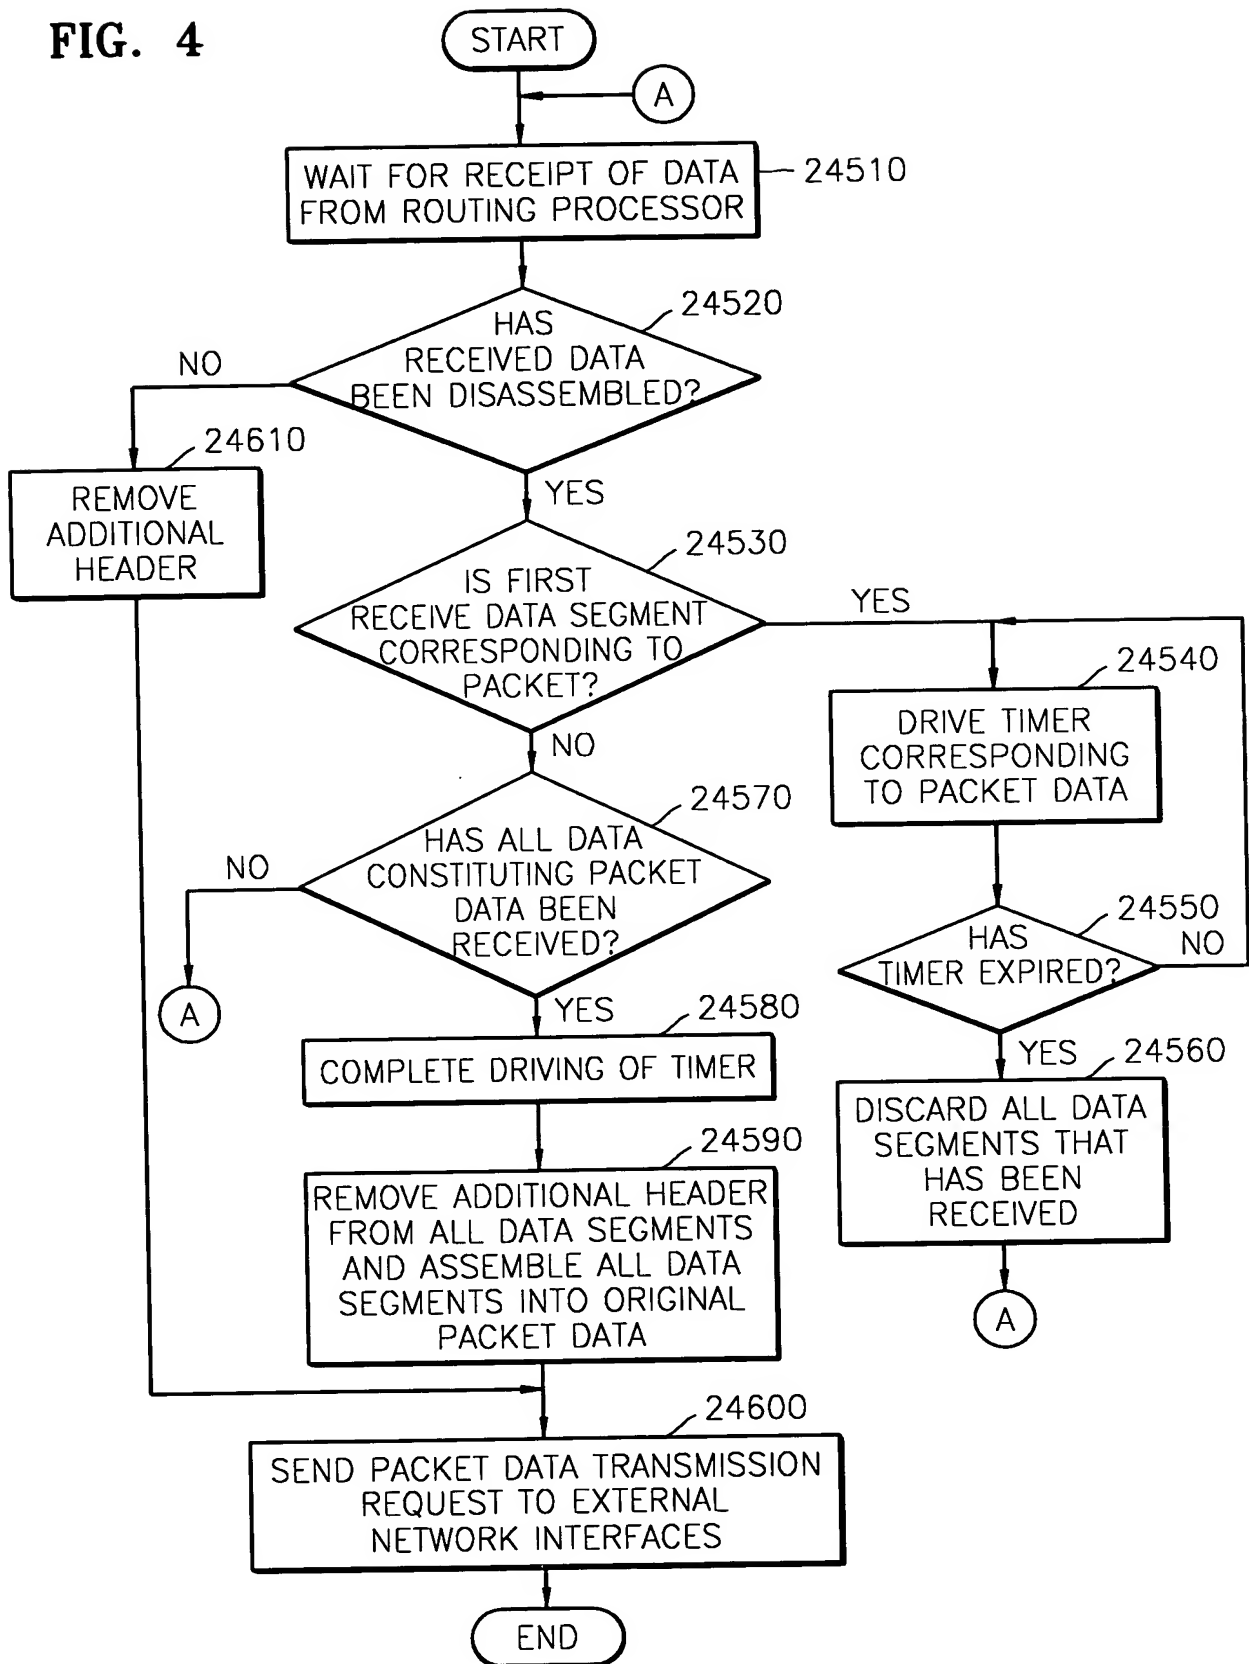 FIG. 4
START
A
WAIT FOR RECEIPT OF DATA
FROM ROUTING PROCESSOR
24510
HAS
RECEIVED DATA
BEEN DISASSEMBLED?
24520
NO
24610
REMOVE
ADDITIONAL
HEADER
YES
IS FIRST
RECEIVE DATA SEGMENT
CORRESPONDING TO
PACKET?
24530
YES
24540
DRIVE TIMER
CORRESPONDING
TO PACKET DATA
NO
HAS ALL DATA
CONSTITUTING PACKET
DATA BEEN
RECEIVED?
24570
NO
A
HAS
TIMER EXPIRED?
24550
NO
YES
24580
COMPLETE DRIVING OF TIMER
YES
24560
DISCARD ALL DATA
SEGMENTS THAT
HAS BEEN
RECEIVED
A
24590
REMOVE ADDITIONAL HEADER
FROM ALL DATA SEGMENTS
AND ASSEMBLE ALL DATA
SEGMENTS INTO ORIGINAL
PACKET DATA
24600
SEND PACKET DATA TRANSMISSION
REQUEST TO EXTERNAL
NETWORK INTERFACES
END